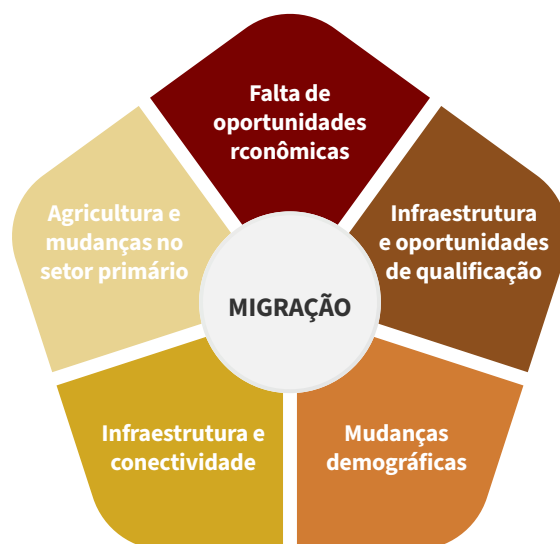 Falta de
oportunidades
rconômicas
Infraestrutura
e oportunidades
de qualificação
Mudanças
demográficas
Infraestrutura e
conectividade
Agricultura e
mudanças no
setor primário
MIGRAÇÃO